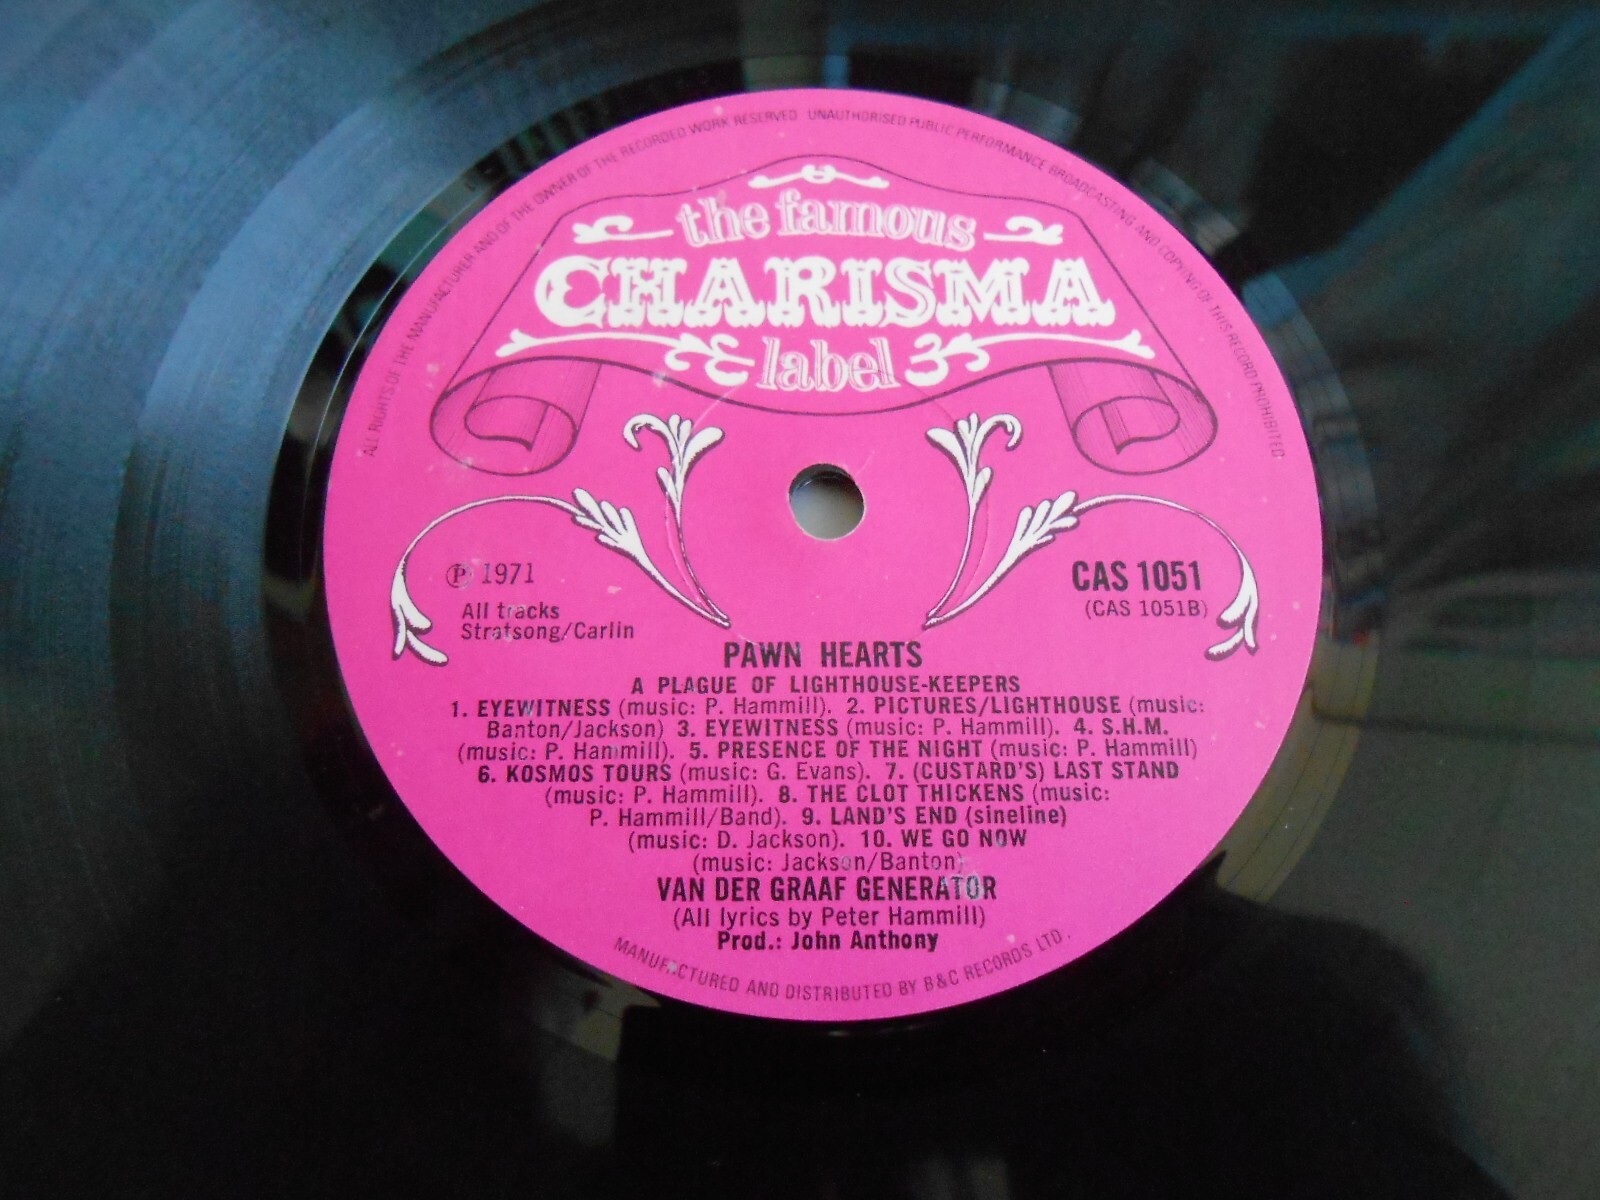 ALL RIGHTS OF THE MANUFACTURER AND OF THE OWNER OF THE RECORDED WORK RESERVED UNAUTHORISED PUBLIC PERFORMANCE BROADCASTING AND COPYING OF THIS RECORD PROHIBITED
the famous
CHARISMA
label
℗ 1971
All tracks
Stratsong/Carlin
CAS 1051
(CAS 1051B)
PAWN HEARTS
A PLAGUE OF LIGHTHOUSE-KEEPERS
1. EYEWITNESS (music: P. Hammill). 2. PICTURES/LIGHTHOUSE (music:
Banton/Jackson) 3. EYEWITNESS (music: P. Hammill). 4. S.H.M.
(music: P. Hammill). 5. PRESENCE OF THE NIGHT (music: P. Hammill)
6. KOSMOS TOURS (music: G. Evans). 7. (CUSTARD'S) LAST STAND
(music: P. Hammill). 8. THE CLOT THICKENS (music:
P. Hammill/Band). 9. LAND'S END (sineline)
(music: D. Jackson). 10. WE GO NOW
(music: Jackson/Banton)
VAN DER GRAAF GENERATOR
(All lyrics by Peter Hammill)
Prod.: John Anthony
MANUFACTURED AND DISTRIBUTED BY B&C RECORDS LTD.